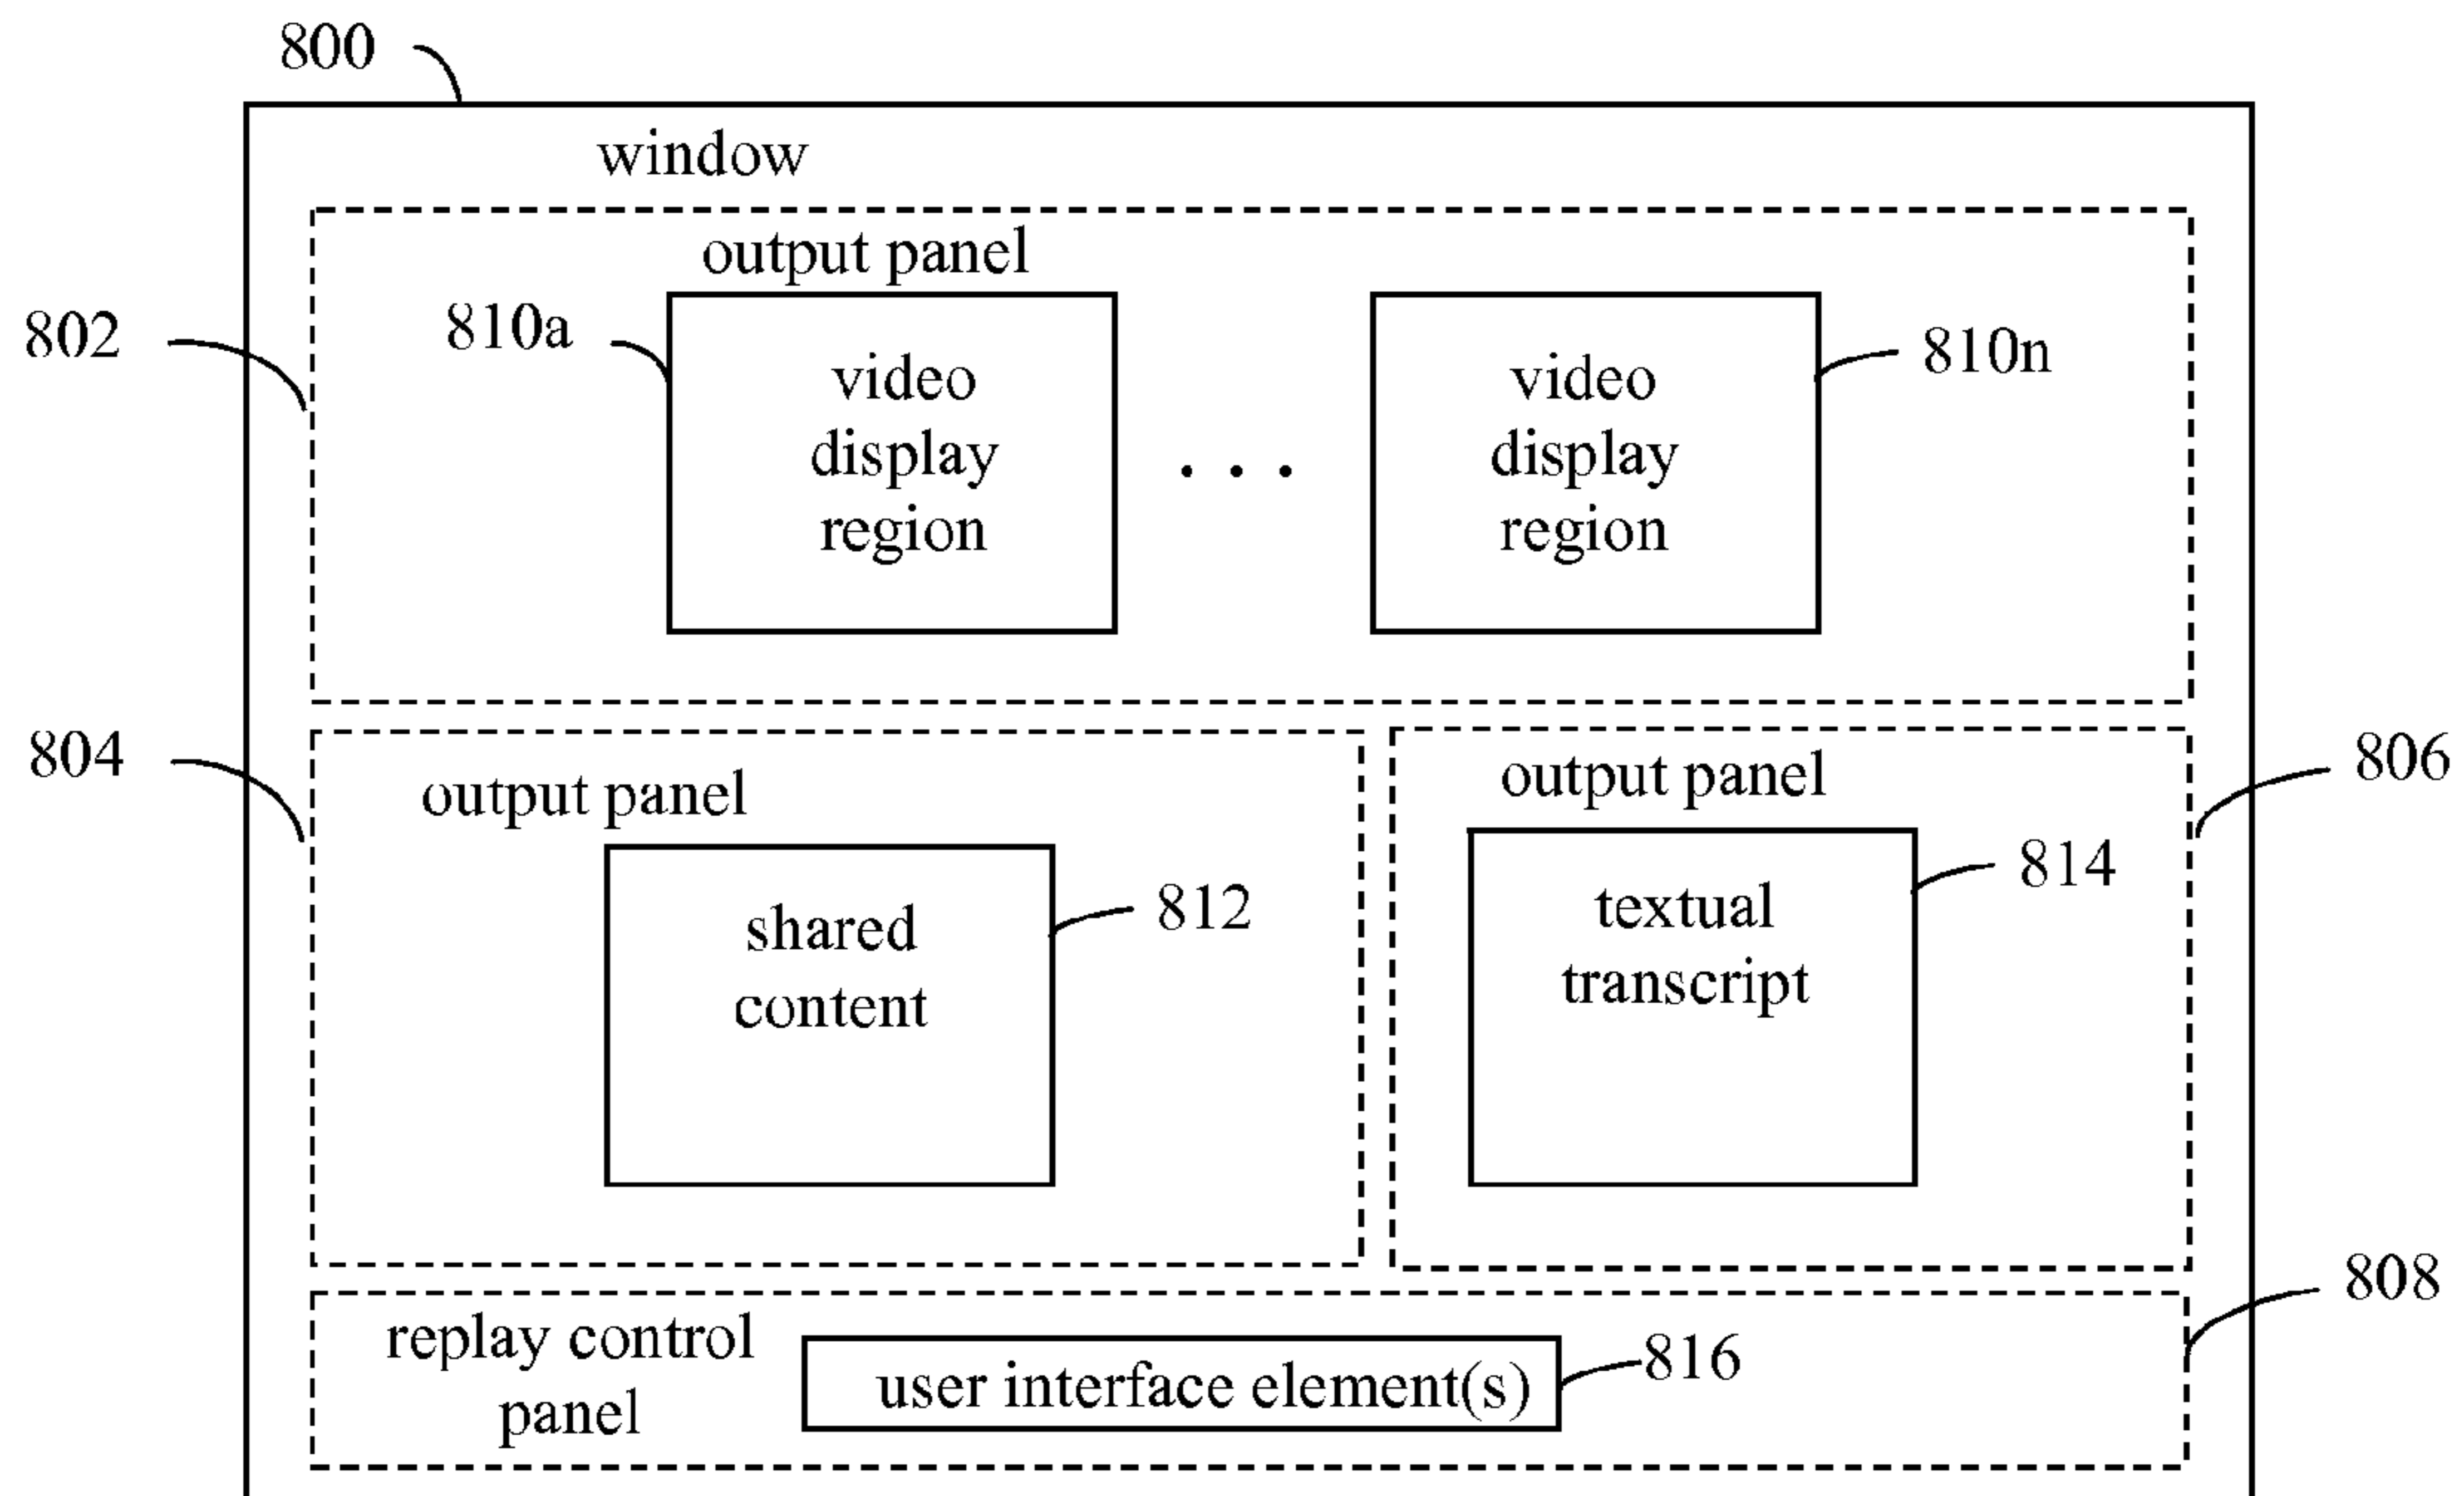 800
window
output panel
802
810a
video
display
region
. . .
video
display
region
810n
804
output panel
shared
content
812
output panel
806
textual
transcript
814
808
replay control
panel
user interface element(s)
816